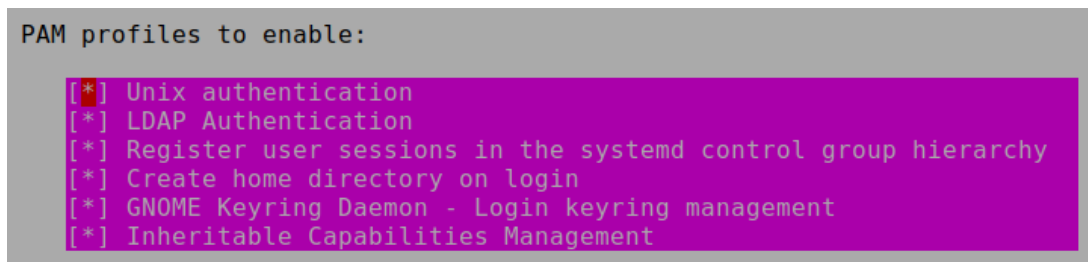 PAM profiles to enable:
[*] Unix authentication
[*] LDAP Authentication
[*] Register user sessions in the systemd control group hierarchy
[*] Create home directory on login
[*] GNOME Keyring Daemon - Login keyring management
[*] Inheritable Capabilities Management